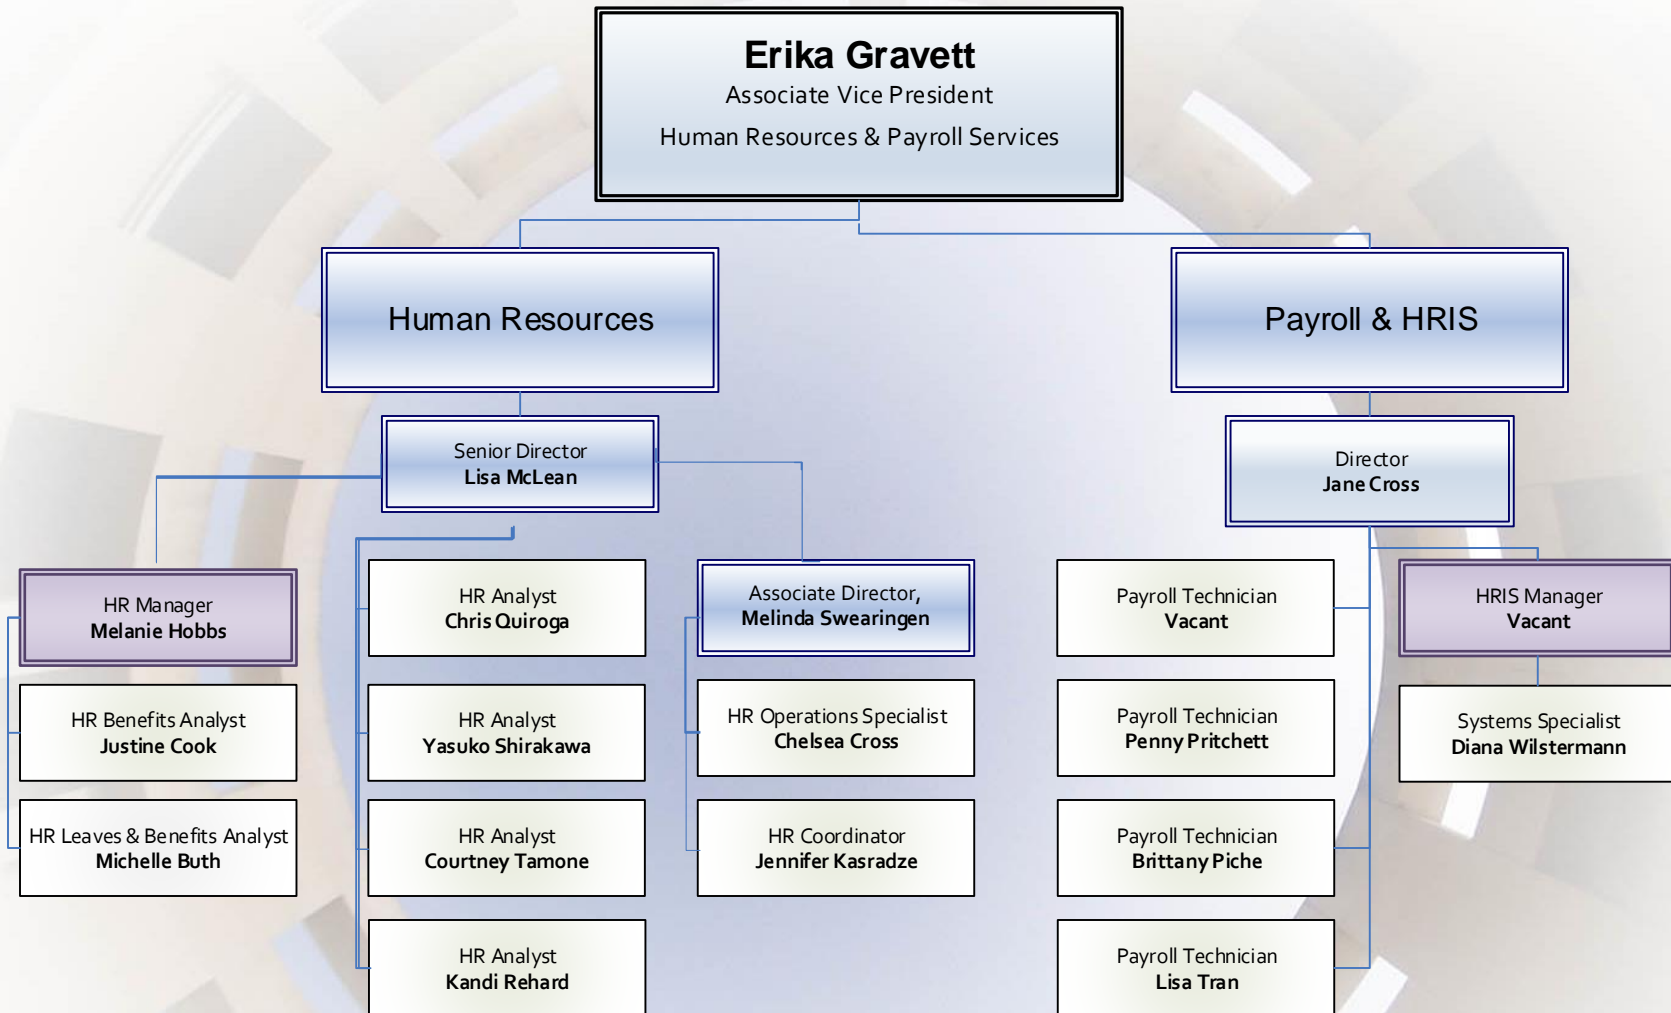 Erika Gravett
Associate Vice President
Human Resources & Payroll Services
Human Resources
Payroll & HRIS
Senior Director
Lisa McLean
Director
Jane Cross
HR Manager
Melanie Hobbs
HR Benefits Analyst
Justine Cook
HR Leaves & Benefits Analyst
Michelle Buth
HR Analyst
Chris Quiroga
HR Analyst
Yasuko Shirakawa
HR Analyst
Courtney Tamone
HR Analyst
Kandi Rehard
Associate Director,
Melinda Swearingen
HR Operations Specialist
Chelsea Cross
HR Coordinator
Jennifer Kasradze
Payroll Technician
Vacant
Payroll Technician
Penny Pritchett
Payroll Technician
Brittany Piche
Payroll Technician
Lisa Tran
HRIS Manager
Vacant
Systems Specialist
Diana Wilstermann